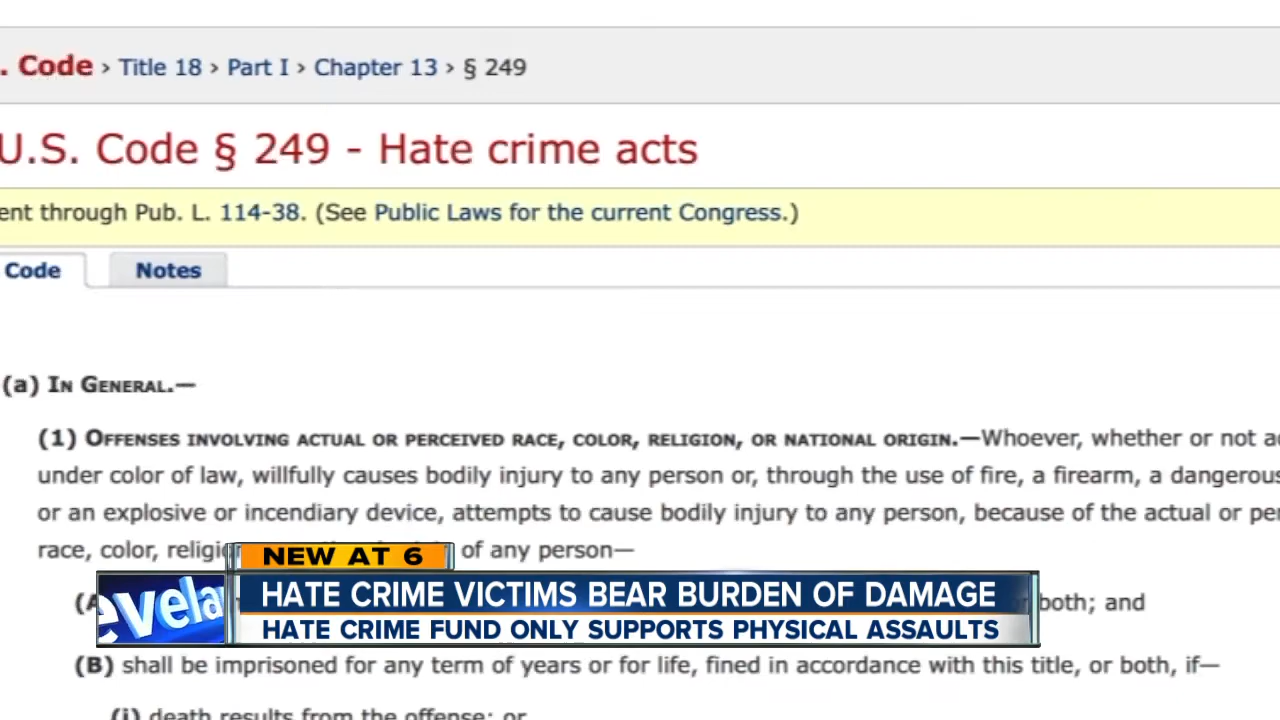 . Code › Title 18 › Part I › Chapter 13 › § 249
U.S. Code § 249 - Hate crime acts
ent through Pub. L. 114-38. (See Public Laws for the current Congress.)
Code Notes
(a) IN GENERAL.—
(1) OFFENSES INVOLVING ACTUAL OR PERCEIVED RACE, COLOR, RELIGION, OR NATIONAL ORIGIN.—Whoever, whether or not
under color of law, willfully causes bodily injury to any person or, through the use of fire, a firearm, a dangerous
or an explosive or incendiary device, attempts to cause bodily injury to any person, because of the actual or
race, color, of any person—
NEW AT 6
HATE CRIME VICTIMS BEAR BURDEN OF DAMAGE
HATE CRIME FUND ONLY SUPPORTS PHYSICAL ASSAULTS
both; and
(B) shall be imprisoned for any term of years or for life, fined in accordance with this title, or both, if—
(i) death results from the offense; or